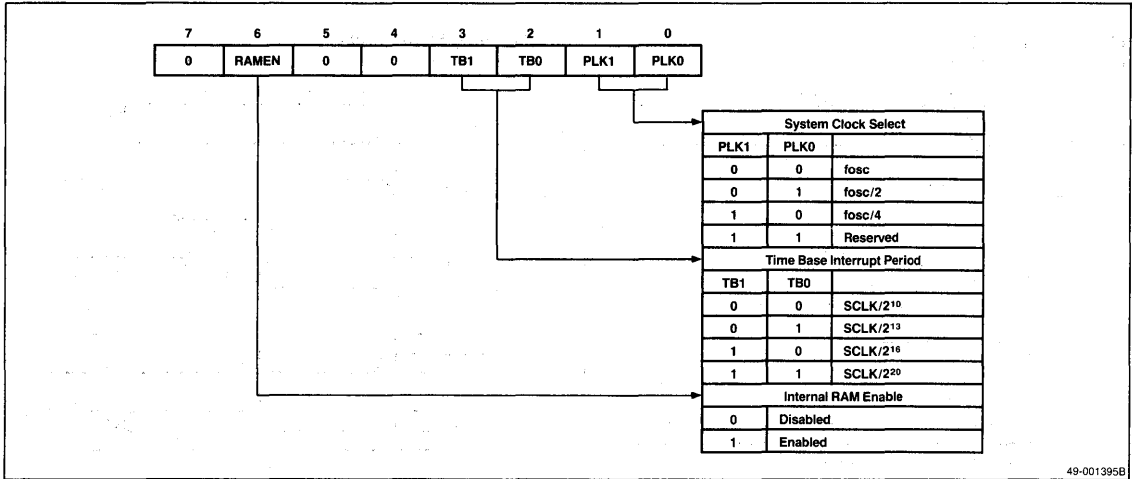 7 6 5 4 3 2 1 0
0 RAMEN 0 0 TB1 TB0 PLK1 PLK0
System Clock Select
PLK1 PLK0
0 0 fosc
0 1 fosc/2
1 0 fosc/4
1 1 Reserved
Time Base Interrupt Period
TB1 TB0
0 0 SCLK/2¹⁰
0 1 SCLK/2¹³
1 0 SCLK/2¹⁶
1 1 SCLK/2²⁰
Internal RAM Enable
0 Disabled
1 Enabled
49-001395B